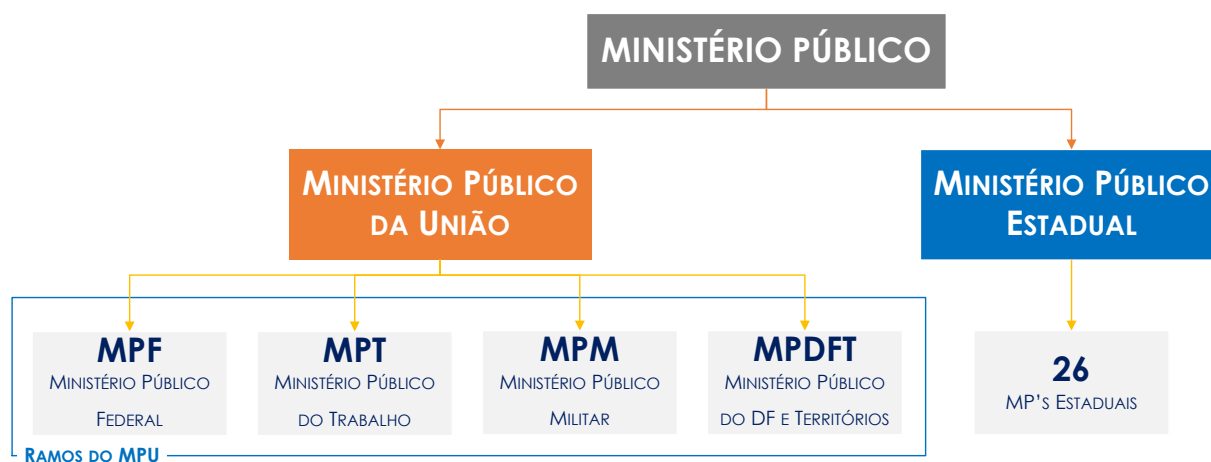 MINISTÉRIO PÚBLICO
MINISTÉRIO PÚBLICO
DA UNIÃO
MINISTÉRIO PÚBLICO
ESTADUAL
MPF
MINISTÉRIO PÚBLICO
FEDERAL
MPT
MINISTÉRIO PÚBLICO
DO TRABALHO
MPM
MINISTÉRIO PÚBLICO
MILITAR
MPDFT
MINISTÉRIO PÚBLICO
DO DF E TERRITÓRIOS
26
MP'S ESTADUAIS
RAMOS DO MPU